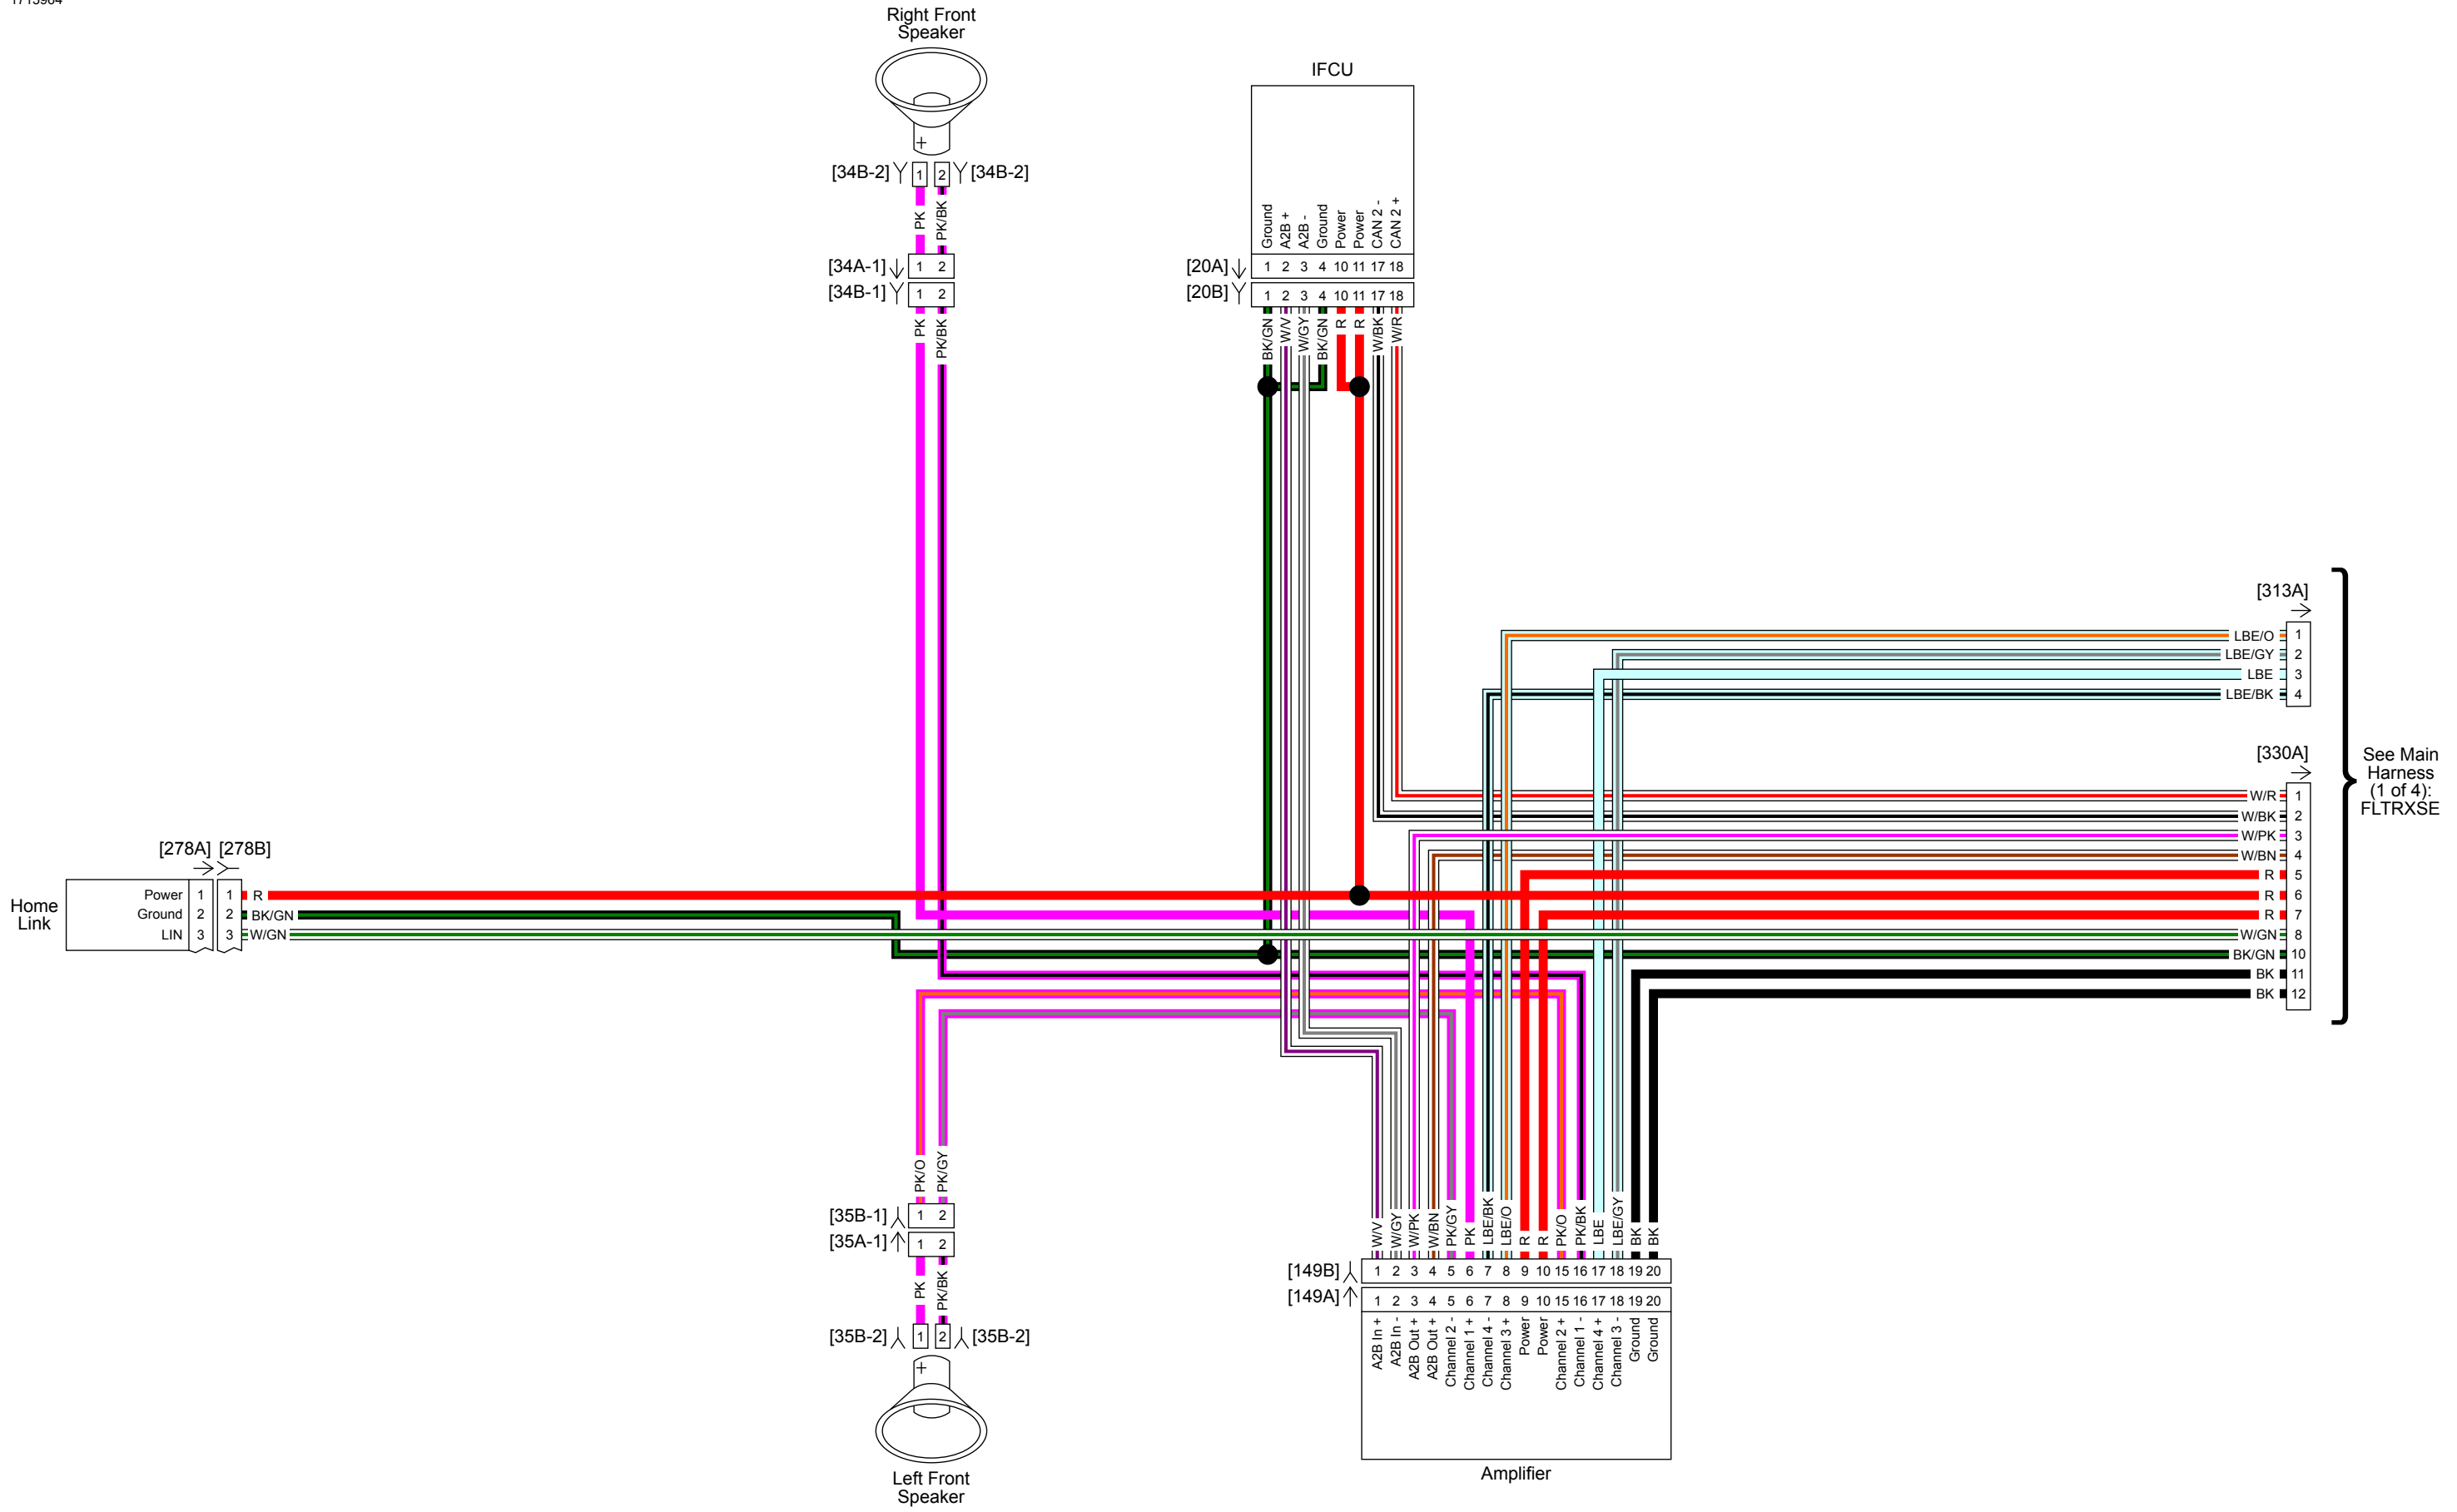 Right Front
Speaker
[34B-2] 1 2 [34B-2]
PK PK/BK
[34A-1] 1 2
[34B-1] 1 2
PK PK/BK
IFCU
Ground A2B + A2B - Ground Power Power CAN 2 - CAN 2 +
[20A] 1 2 3 4 10 11 17 18
[20B] 1 2 3 4 10 11 17 18
BK/GN W/V W/GY BK/GN R R W/BK W/R
[313A]
LBE/O 1
LBE/GY 2
LBE 3
LBE/BK 4
[330A]
W/R 1
W/BK 2
W/PK 3
W/BN 4
R 5
R 6
R 7
W/GN 8
BK/GN 10
BK 11
BK 12
See Main
Harness
(1 of 4):
FLTRXSE
[278A] [278B]
Home
Link
Power 1 1 R
Ground 2 2 BK/GN
LIN 3 3 W/GN
PK/O PK/GY
[35B-1] 1 2
[35A-1] 1 2
PK PK/BK
[35B-2] 1 2 [35B-2]
Left Front
Speaker
W/V W/GY W/PK W/BN PK/GY PK LBE/BK LBE/O R R PK/O PK/BK LBE LBE/GY BK BK
[149B] 1 2 3 4 5 6 7 8 9 10 15 16 17 18 19 20
[149A] 1 2 3 4 5 6 7 8 9 10 15 16 17 18 19 20
A2B In + A2B In - A2B Out + A2B Out + Channel 2 - Channel 1 + Channel 4 - Channel 3 + Power Power Channel 2 + Channel 1 - Channel 4 + Channel 3 - Ground Ground
Amplifier